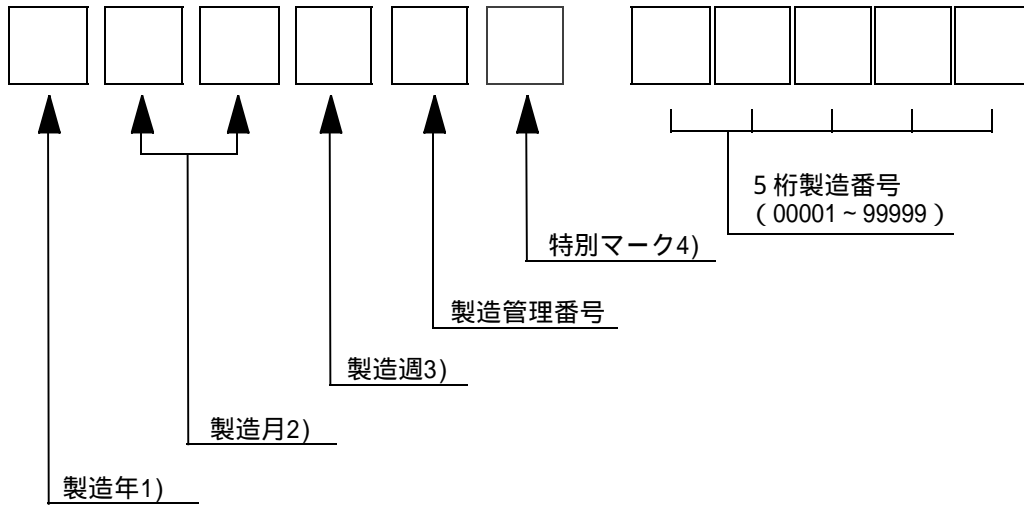 5 桁製造番号
（00001 ~ 99999）
特別マーク4)
製造管理番号
製造週3)
製造月2)
製造年1)